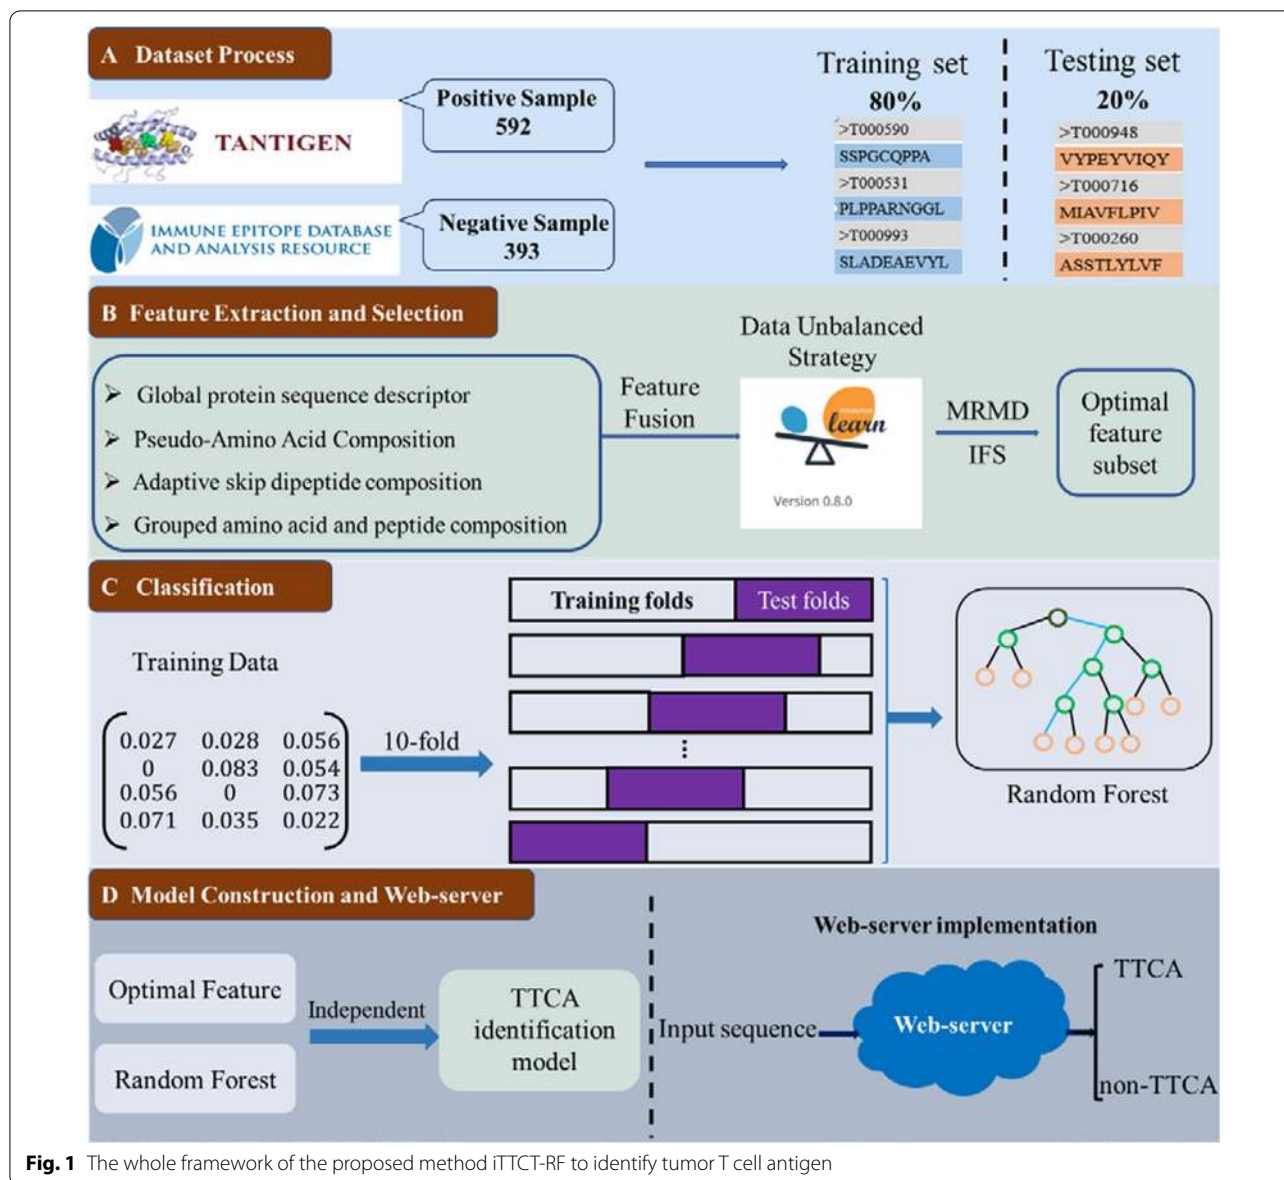 A Dataset Process
TANTIGEN
Positive Sample
592
IMMUNE EPITOPE DATABASE
AND ANALYSIS RESOURCE
Negative Sample
393
Training set
80%
>T000590
SSPGCQPPA
>T000531
PLPPARNGGL
>T000993
SLADEAEVYL
Testing set
20%
>T000948
VYPEYVIQY
>T000716
MIAVFLPIV
>T000260
ASSTLYLVF
B Feature Extraction and Selection
➢ Global protein sequence descriptor
➢ Pseudo-Amino Acid Composition
➢ Adaptive skip dipeptide composition
➢ Grouped amino acid and peptide composition
Feature
Fusion
Data Unbalanced
Strategy
learn
Version 0.8.0
MRMD
IFS
Optimal
feature
subset
C Classification
Training Data
0.027 0.028 0.056
0 0.083 0.054
0.056 0 0.073
0.071 0.035 0.022
10-fold
Training folds Test folds
Random Forest
D Model Construction and Web-server
Optimal Feature
Random Forest
Independent
TTCA
identification
model
Web-server implementation
Input sequence
Web-server
TTCA
non-TTCA
Fig. 1 The whole framework of the proposed method iTTCT-RF to identify tumor T cell antigen